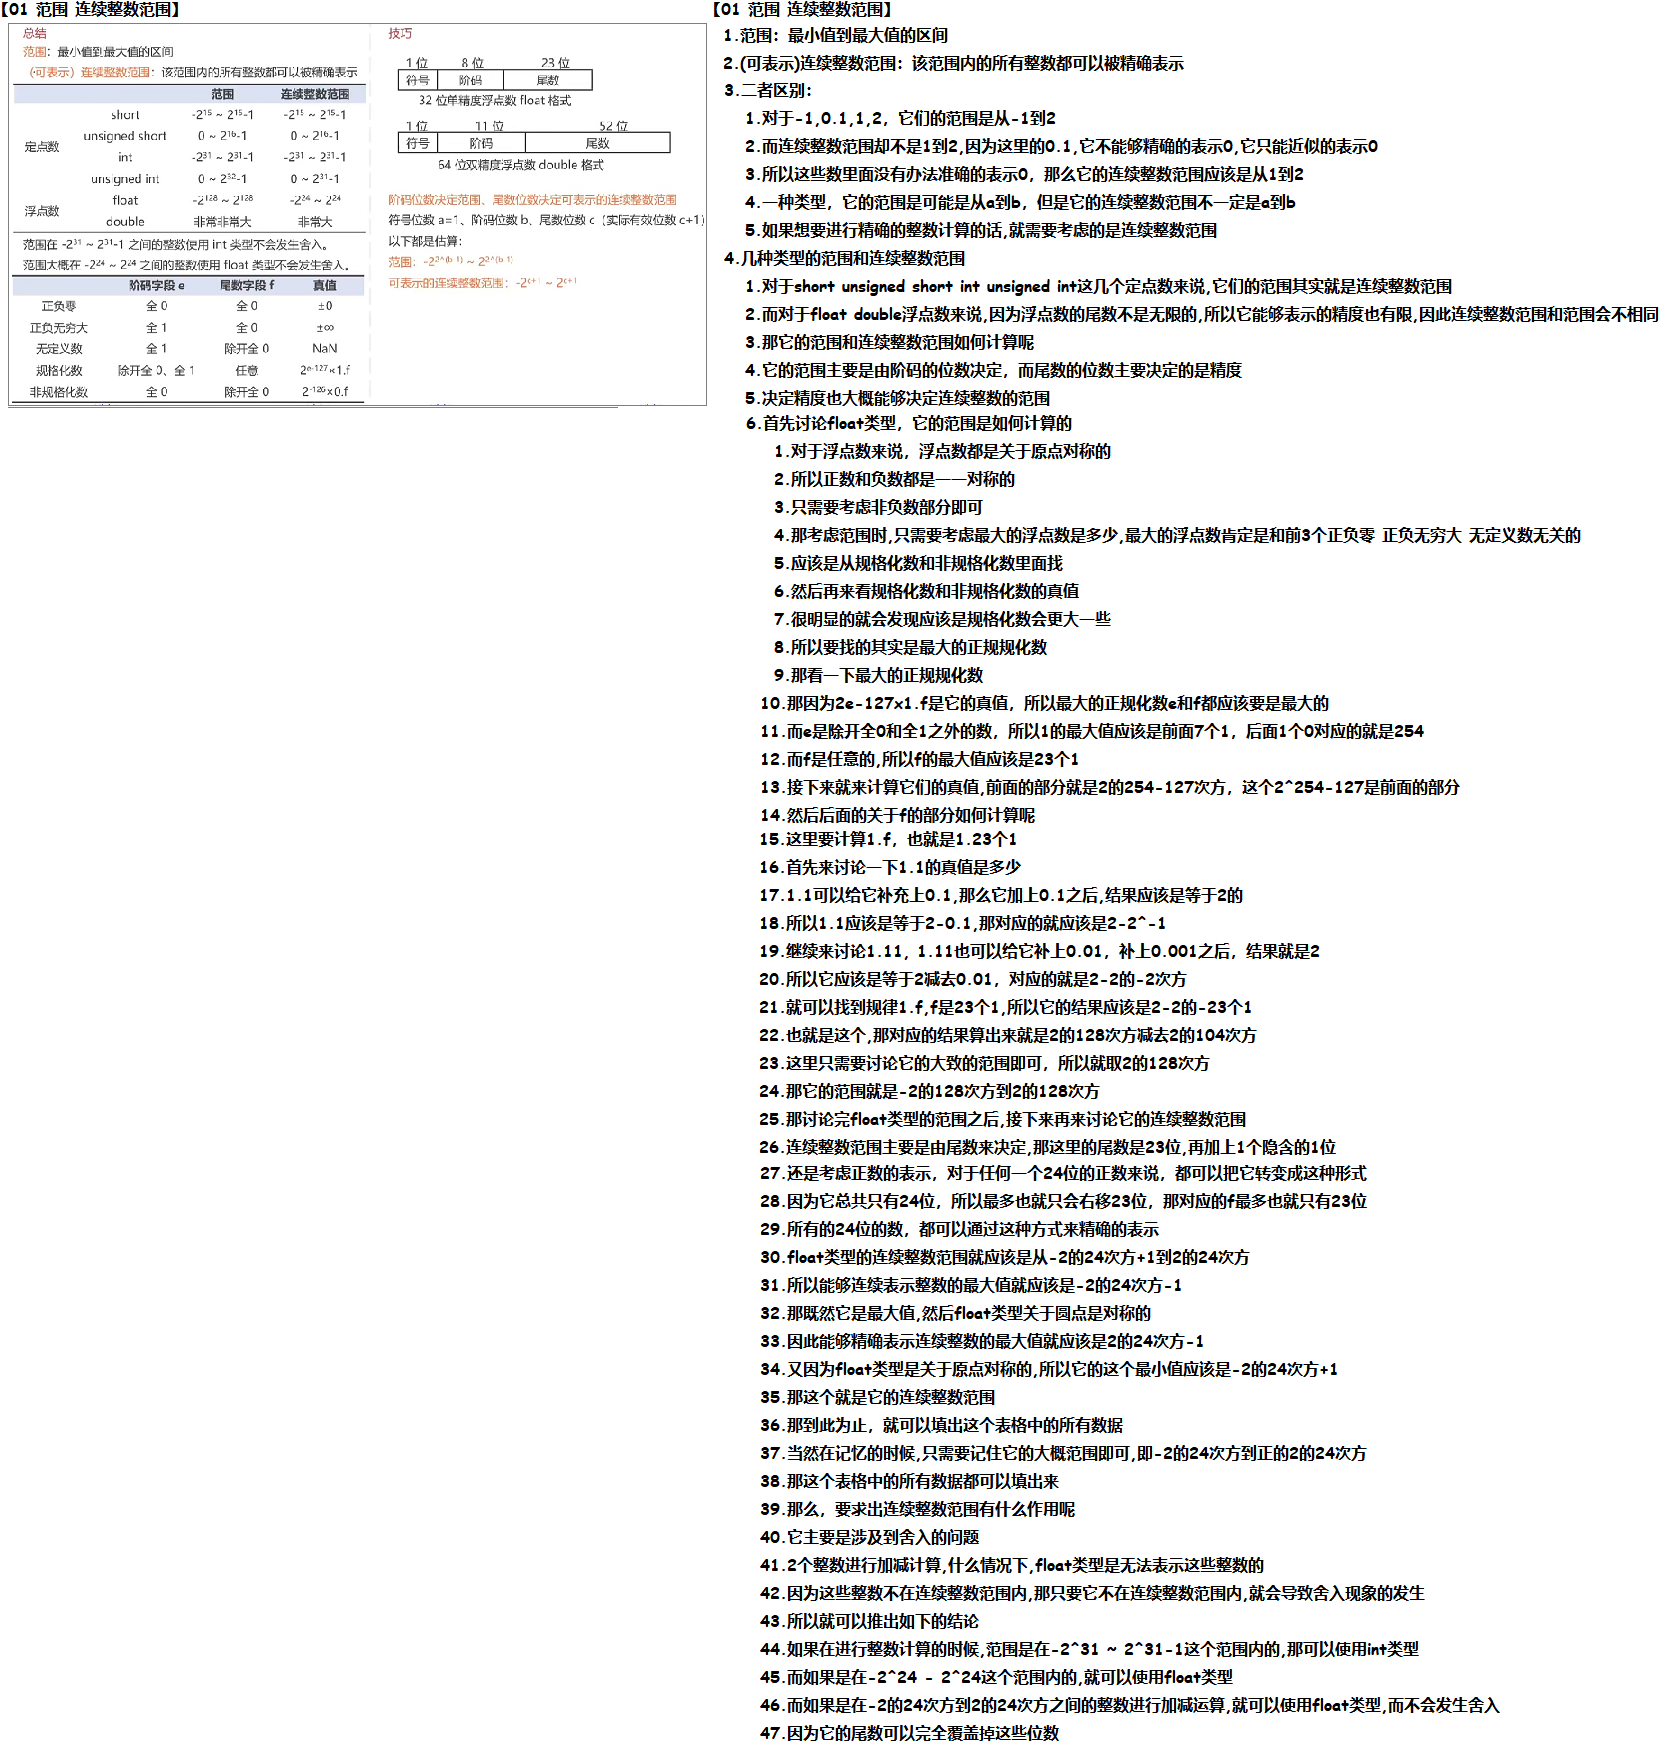 【01 范围 连续整数范围】
总结
范围：最小值到最大值的区间
（可表示）连续整数范围：该范围内的所有整数都可以被精确表示
范围 连续整数范围
定点数
short -2¹⁵ ~ 2¹⁵-1 -2¹⁵ ~ 2¹⁵-1
unsigned short 0 ~ 2¹⁶-1 0 ~ 2¹⁶-1
int -2³¹ ~ 2³¹-1 -2³¹ ~ 2³¹-1
unsigned int 0 ~ 2³²-1 0 ~ 2³¹-1
浮点数
float -2¹²⁸ ~ 2¹²⁸ -2²⁴ ~ 2²⁴
double 非常非常大 非常大
范围在 -2³¹ ~ 2³¹-1 之间的整数使用 int 类型不会发生舍入。
范围大概在 -2²⁴ ~ 2²⁴ 之间的整数使用 float 类型不会发生舍入。
阶码字段 e 尾数字段 f 真值
正负零 全 0 全 0 ±0
正负无穷大 全 1 全 0 ±∞
无定义数 全 1 除开全 0 NaN
规格化数 除开全 0、全 1 任意 2ᵉ⁻¹²⁷×1.f
非规格化数 全 0 除开全 0 2⁻¹²⁶×0.f
技巧
1 位 8 位 23 位
符号 阶码 尾数
32 位单精度浮点数 float 格式
1 位 11 位 52 位
符号 阶码 尾数
64 位双精度浮点数 double 格式
阶码位数决定范围、尾数位数决定可表示的连续整数范围
符号位数 a=1、阶码位数 b、尾数位数 c（实际有效位数 c+1）
以下都是估算：
范围：-2^2^(b-1) ~ 2^2^(b-1)
可表示的连续整数范围：-2ᶜ⁺¹ ~ 2ᶜ⁺¹
【01 范围 连续整数范围】
1.范围：最小值到最大值的区间
2.(可表示)连续整数范围：该范围内的所有整数都可以被精确表示
3.二者区别：
1.对于-1,0.1,1,2，它们的范围是从-1到2
2.而连续整数范围却不是1到2,因为这里的0.1,它不能够精确的表示0,它只能近似的表示0
3.所以这些数里面没有办法准确的表示0，那么它的连续整数范围应该是从1到2
4.一种类型，它的范围是可能是从a到b，但是它的连续整数范围不一定是a到b
5.如果想要进行精确的整数计算的话,就需要考虑的是连续整数范围
4.几种类型的范围和连续整数范围
1.对于short unsigned short int unsigned int这几个定点数来说,它们的范围其实就是连续整数范围
2.而对于float double浮点数来说,因为浮点数的尾数不是无限的,所以它能够表示的精度也有限,因此连续整数范围和范围会不相同
3.那它的范围和连续整数范围如何计算呢
4.它的范围主要是由阶码的位数决定，而尾数的位数主要决定的是精度
5.决定精度也大概能够决定连续整数的范围
6.首先讨论float类型，它的范围是如何计算的
1.对于浮点数来说，浮点数都是关于原点对称的
2.所以正数和负数都是一一对称的
3.只需要考虑非负数部分即可
4.那考虑范围时,只需要考虑最大的浮点数是多少,最大的浮点数肯定是和前3个正负零 正负无穷大 无定义数无关的
5.应该是从规格化数和非规格化数里面找
6.然后再来看规格化数和非规格化数的真值
7.很明显的就会发现应该是规格化数会更大一些
8.所以要找的其实是最大的正规规化数
9.那看一下最大的正规规化数
10.那因为2e-127x1.f是它的真值，所以最大的正规化数e和f都应该要是最大的
11.而e是除开全0和全1之外的数，所以1的最大值应该是前面7个1，后面1个0对应的就是254
12.而f是任意的,所以f的最大值应该是23个1
13.接下来就来计算它们的真值,前面的部分就是2的254-127次方，这个2^254-127是前面的部分
14.然后后面的关于f的部分如何计算呢
15.这里要计算1.f，也就是1.23个1
16.首先来讨论一下1.1的真值是多少
17.1.1可以给它补充上0.1,那么它加上0.1之后,结果应该是等于2的
18.所以1.1应该是等于2-0.1,那对应的就应该是2-2^-1
19.继续来讨论1.11，1.11也可以给它补上0.01，补上0.001之后，结果就是2
20.所以它应该是等于2减去0.01，对应的就是2-2的-2次方
21.就可以找到规律1.f,f是23个1,所以它的结果应该是2-2的-23个1
22.也就是这个,那对应的结果算出来就是2的128次方减去2的104次方
23.这里只需要讨论它的大致的范围即可，所以就取2的128次方
24.那它的范围就是-2的128次方到2的128次方
25.那讨论完float类型的范围之后,接下来再来讨论它的连续整数范围
26.连续整数范围主要是由尾数来决定,那这里的尾数是23位,再加上1个隐含的1位
27.还是考虑正数的表示，对于任何一个24位的正数来说，都可以把它转变成这种形式
28.因为它总共只有24位，所以最多也就只会右移23位，那对应的f最多也就只有23位
29.所有的24位的数，都可以通过这种方式来精确的表示
30.float类型的连续整数范围就应该是从-2的24次方+1到2的24次方
31.所以能够连续表示整数的最大值就应该是-2的24次方-1
32.那既然它是最大值,然后float类型关于圆点是对称的
33.因此能够精确表示连续整数的最大值就应该是2的24次方-1
34.又因为float类型是关于原点对称的,所以它的这个最小值应该是-2的24次方+1
35.那这个就是它的连续整数范围
36.那到此为止，就可以填出这个表格中的所有数据
37.当然在记忆的时候,只需要记住它的大概范围即可,即-2的24次方到正的2的24次方
38.那这个表格中的所有数据都可以填出来
39.那么，要求出连续整数范围有什么作用呢
40.它主要是涉及到舍入的问题
41.2个整数进行加减计算,什么情况下,float类型是无法表示这些整数的
42.因为这些整数不在连续整数范围内,那只要它不在连续整数范围内,就会导致舍入现象的发生
43.所以就可以推出如下的结论
44.如果在进行整数计算的时候,范围是在-2^31 ~ 2^31-1这个范围内的,那可以使用int类型
45.而如果是在-2^24 - 2^24这个范围内的,就可以使用float类型
46.而如果是在-2的24次方到2的24次方之间的整数进行加减运算,就可以使用float类型,而不会发生舍入
47.因为它的尾数可以完全覆盖掉这些位数